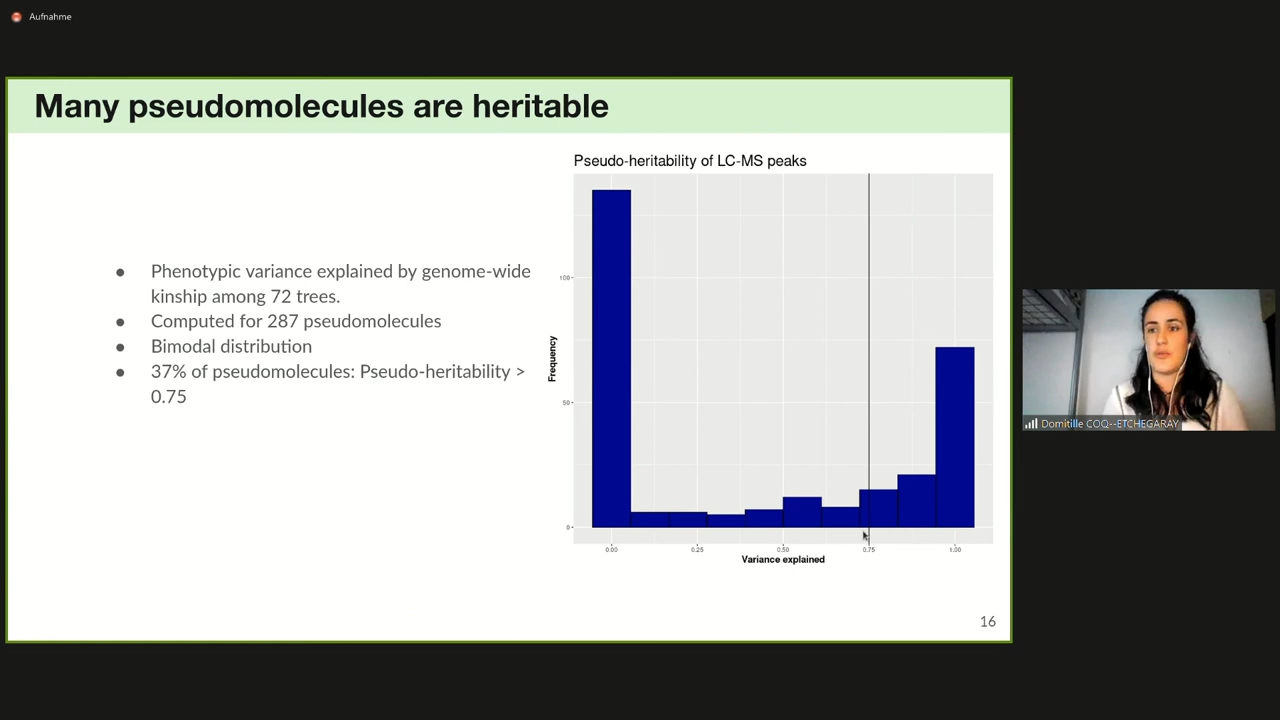 Aufnahme
Many pseudomolecules are heritable
● Phenotypic variance explained by genome-wide
kinship among 72 trees.
● Computed for 287 pseudomolecules
● Bimodal distribution
● 37% of pseudomolecules: Pseudo-heritability >
0.75
Pseudo-heritability of LC-MS peaks
Frequency
100
50
0
0.00 0.25 0.50 0.75 1.00
Variance explained
16
Domitille COQ--ETCHEGARAY